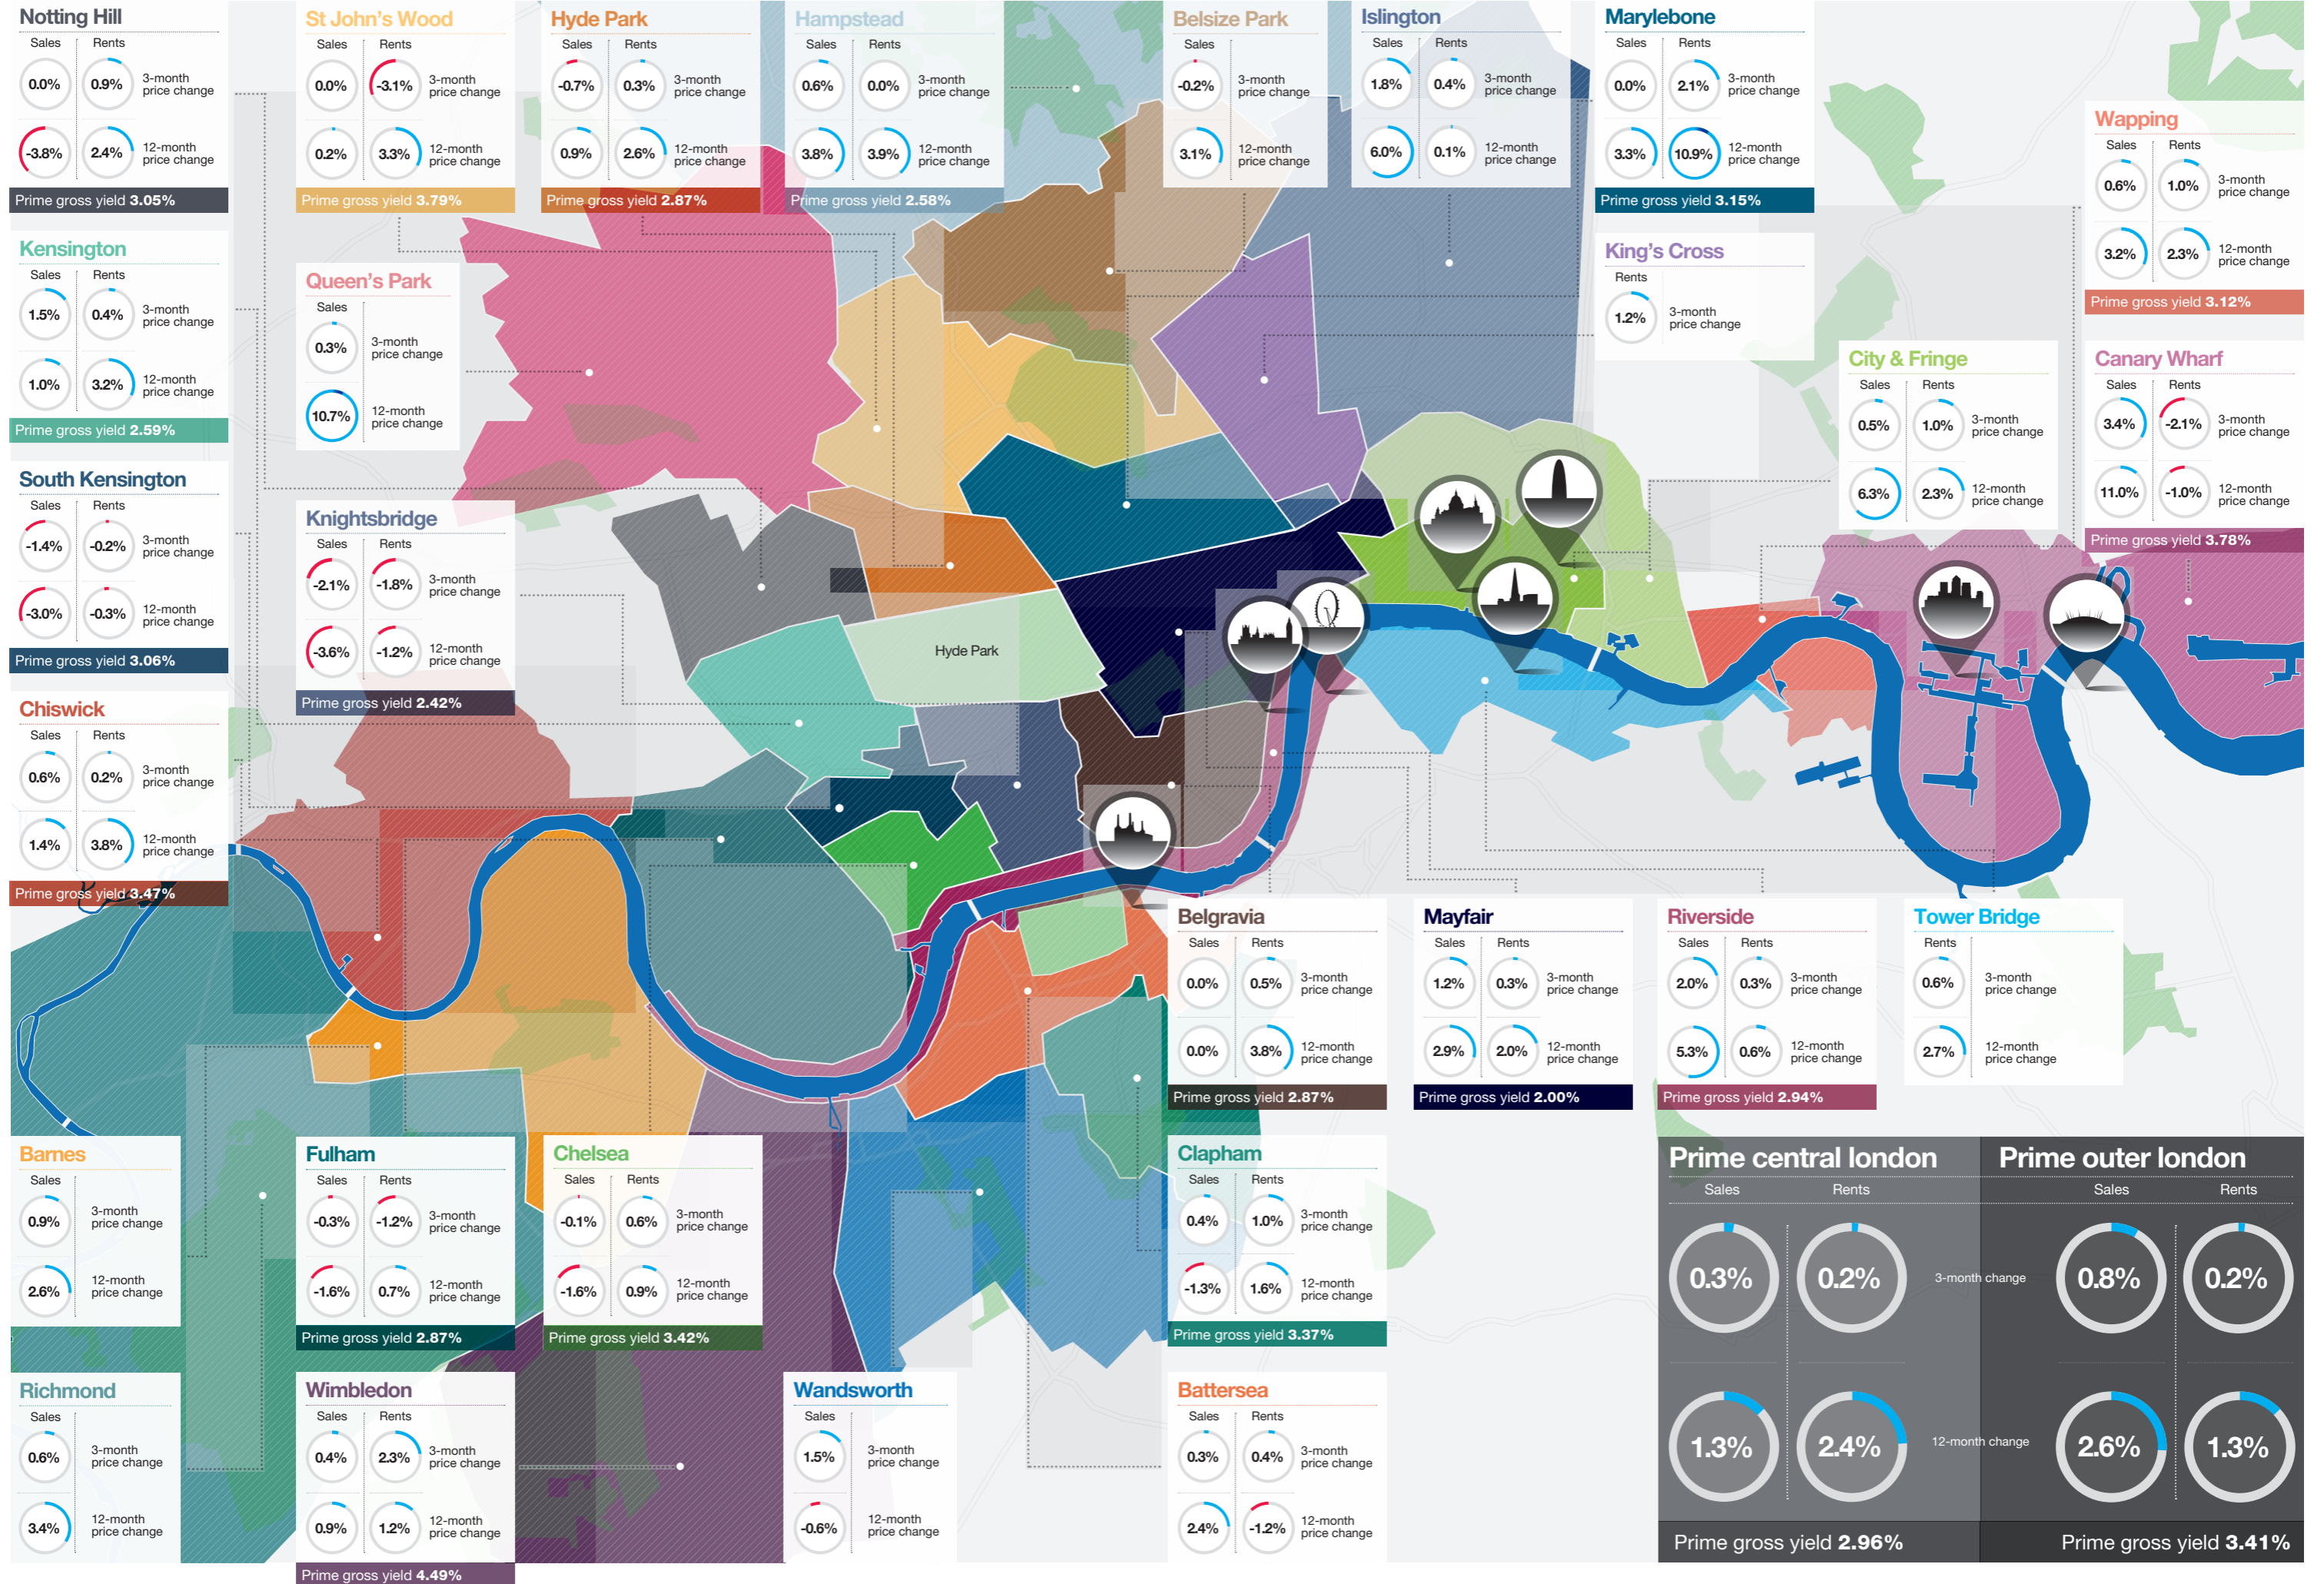 Notting Hill
Sales Rents
0.0% 0.9% 3-month
price change
-3.8% 2.4% 12-month
price change
Prime gross yield 3.05%
St John's Wood
Sales Rents
0.0% -3.1% 3-month
price change
0.2% 3.3% 12-month
price change
Prime gross yield 3.79%
Hyde Park
Sales Rents
-0.7% 0.3% 3-month
price change
0.9% 2.6% 12-month
price change
Prime gross yield 2.87%
Hampstead
Sales Rents
0.6% 0.0% 3-month
price change
3.8% 3.9% 12-month
price change
Prime gross yield 2.58%
Belsize Park
Sales
-0.2% 3-month
price change
3.1% 12-month
price change
Islington
Sales Rents
1.8% 0.4% 3-month
price change
6.0% 0.1% 12-month
price change
Marylebone
Sales Rents
0.0% 2.1% 3-month
price change
3.3% 10.9% 12-month
price change
Prime gross yield 3.15%
Wapping
Sales Rents
0.6% 1.0% 3-month
price change
3.2% 2.3% 12-month
price change
Prime gross yield 3.12%
Kensington
Sales Rents
1.5% 0.4% 3-month
price change
1.0% 3.2% 12-month
price change
Prime gross yield 2.59%
Queen's Park
Sales
0.3% 3-month
price change
10.7% 12-month
price change
King's Cross
Rents
1.2% 3-month
price change
City & Fringe
Sales Rents
0.5% 1.0% 3-month
price change
6.3% 2.3% 12-month
price change
Canary Wharf
Sales Rents
3.4% -2.1% 3-month
price change
11.0% -1.0% 12-month
price change
Prime gross yield 3.78%
South Kensington
Sales Rents
-1.4% -0.2% 3-month
price change
-3.0% -0.3% 12-month
price change
Prime gross yield 3.06%
Knightsbridge
Sales Rents
-2.1% -1.8% 3-month
price change
-3.6% -1.2% 12-month
price change
Prime gross yield 2.42%
Hyde Park
Chiswick
Sales Rents
0.6% 0.2% 3-month
price change
1.4% 3.8% 12-month
price change
Prime gross yield 3.47%
Belgravia
Sales Rents
0.0% 0.5% 3-month
price change
0.0% 3.8% 12-month
price change
Prime gross yield 2.87%
Mayfair
Sales Rents
1.2% 0.3% 3-month
price change
2.9% 2.0% 12-month
price change
Prime gross yield 2.00%
Riverside
Sales Rents
2.0% 0.3% 3-month
price change
5.3% 0.6% 12-month
price change
Prime gross yield 2.94%
Tower Bridge
Rents
0.6% 3-month
price change
2.7% 12-month
price change
Barnes
Sales
0.9% 3-month
price change
2.6% 12-month
price change
Fulham
Sales Rents
-0.3% -1.2% 3-month
price change
-1.6% 0.7% 12-month
price change
Prime gross yield 2.87%
Chelsea
Sales Rents
-0.1% 0.6% 3-month
price change
-1.6% 0.9% 12-month
price change
Prime gross yield 3.42%
Clapham
Sales Rents
0.4% 1.0% 3-month
price change
-1.3% 1.6% 12-month
price change
Prime gross yield 3.37%
Richmond
Sales
0.6% 3-month
price change
3.4% 12-month
price change
Wimbledon
Sales Rents
0.4% 2.3% 3-month
price change
0.9% 1.2% 12-month
price change
Prime gross yield 4.49%
Wandsworth
Sales
1.5% 3-month
price change
-0.6% 12-month
price change
Battersea
Sales Rents
0.3% 0.4% 3-month
price change
2.4% -1.2% 12-month
price change
Prime central london Prime outer london
Sales Rents Sales Rents
0.3% 0.2% 3-month change 0.8% 0.2%
1.3% 2.4% 12-month change 2.6% 1.3%
Prime gross yield 2.96% Prime gross yield 3.41%